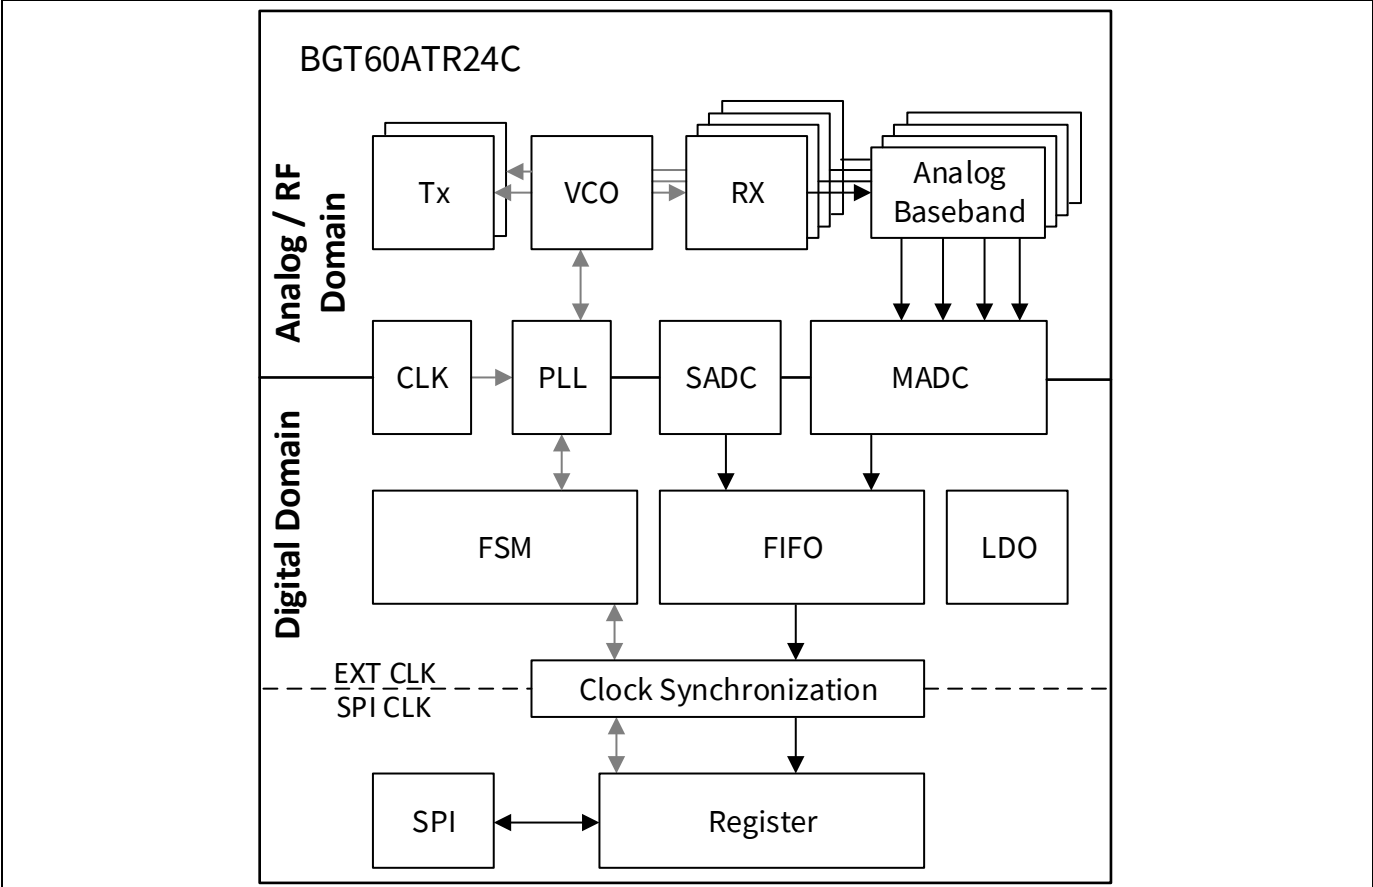 BGT60ATR24C
Analog / RF
Domain
Tx
VCO
RX
Analog
Baseband
CLK
PLL
SADC
MADC
Digital Domain
FSM
FIFO
LDO
EXT CLK
SPI CLK
Clock Synchronization
SPI
Register